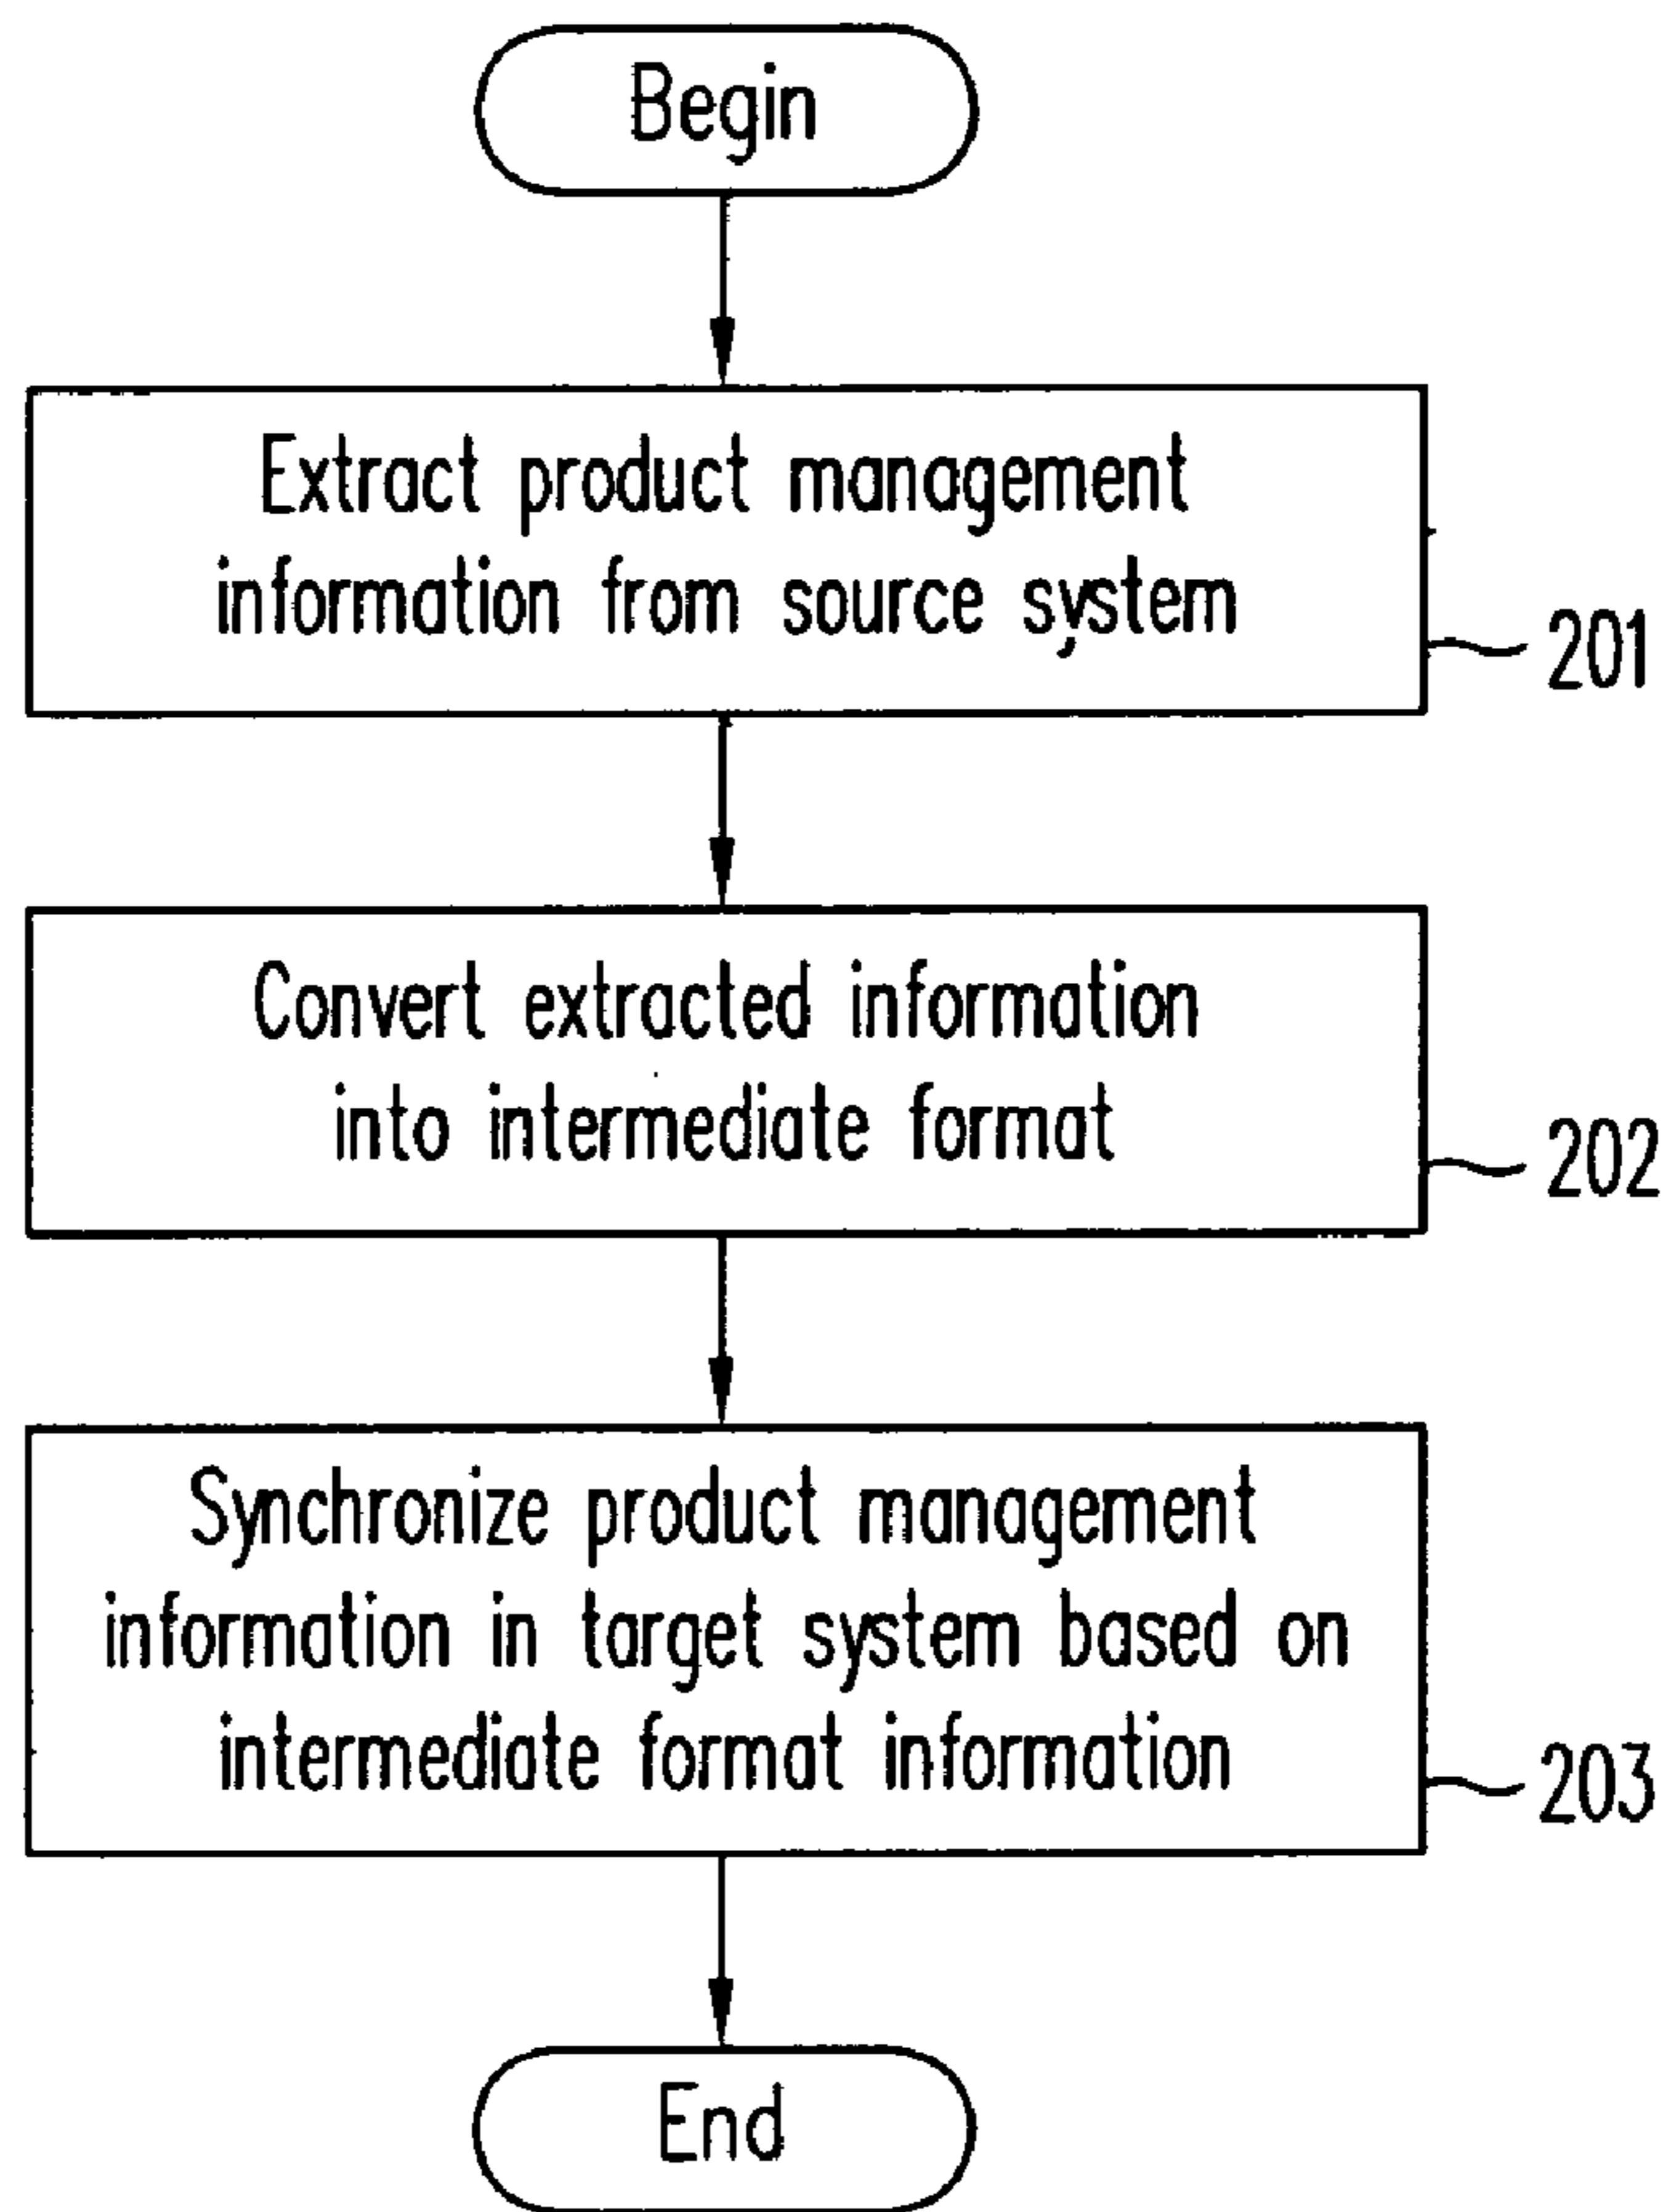 Begin
Extract product management
information from source system
201
Convert extracted information
into intermediate format
202
Synchronize product management
information in target system based on
intermediate format information
203
End